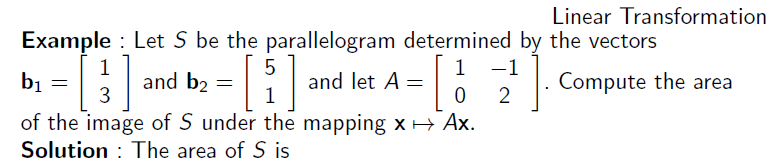 Linear Transformation
Example : Let S be the parallelogram determined by the vectors
b₁ = [ 1 3 ] and b₂ = [ 5 1 ] and let A = [ 1 −1 0 2 ]. Compute the area
of the image of S under the mapping x ↦ Ax.
Solution : The area of S is